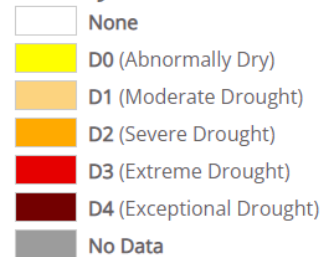 None
D0 (Abnormally Dry)
D1 (Moderate Drought)
D2 (Severe Drought)
D3 (Extreme Drought)
D4 (Exceptional Drought)
No Data